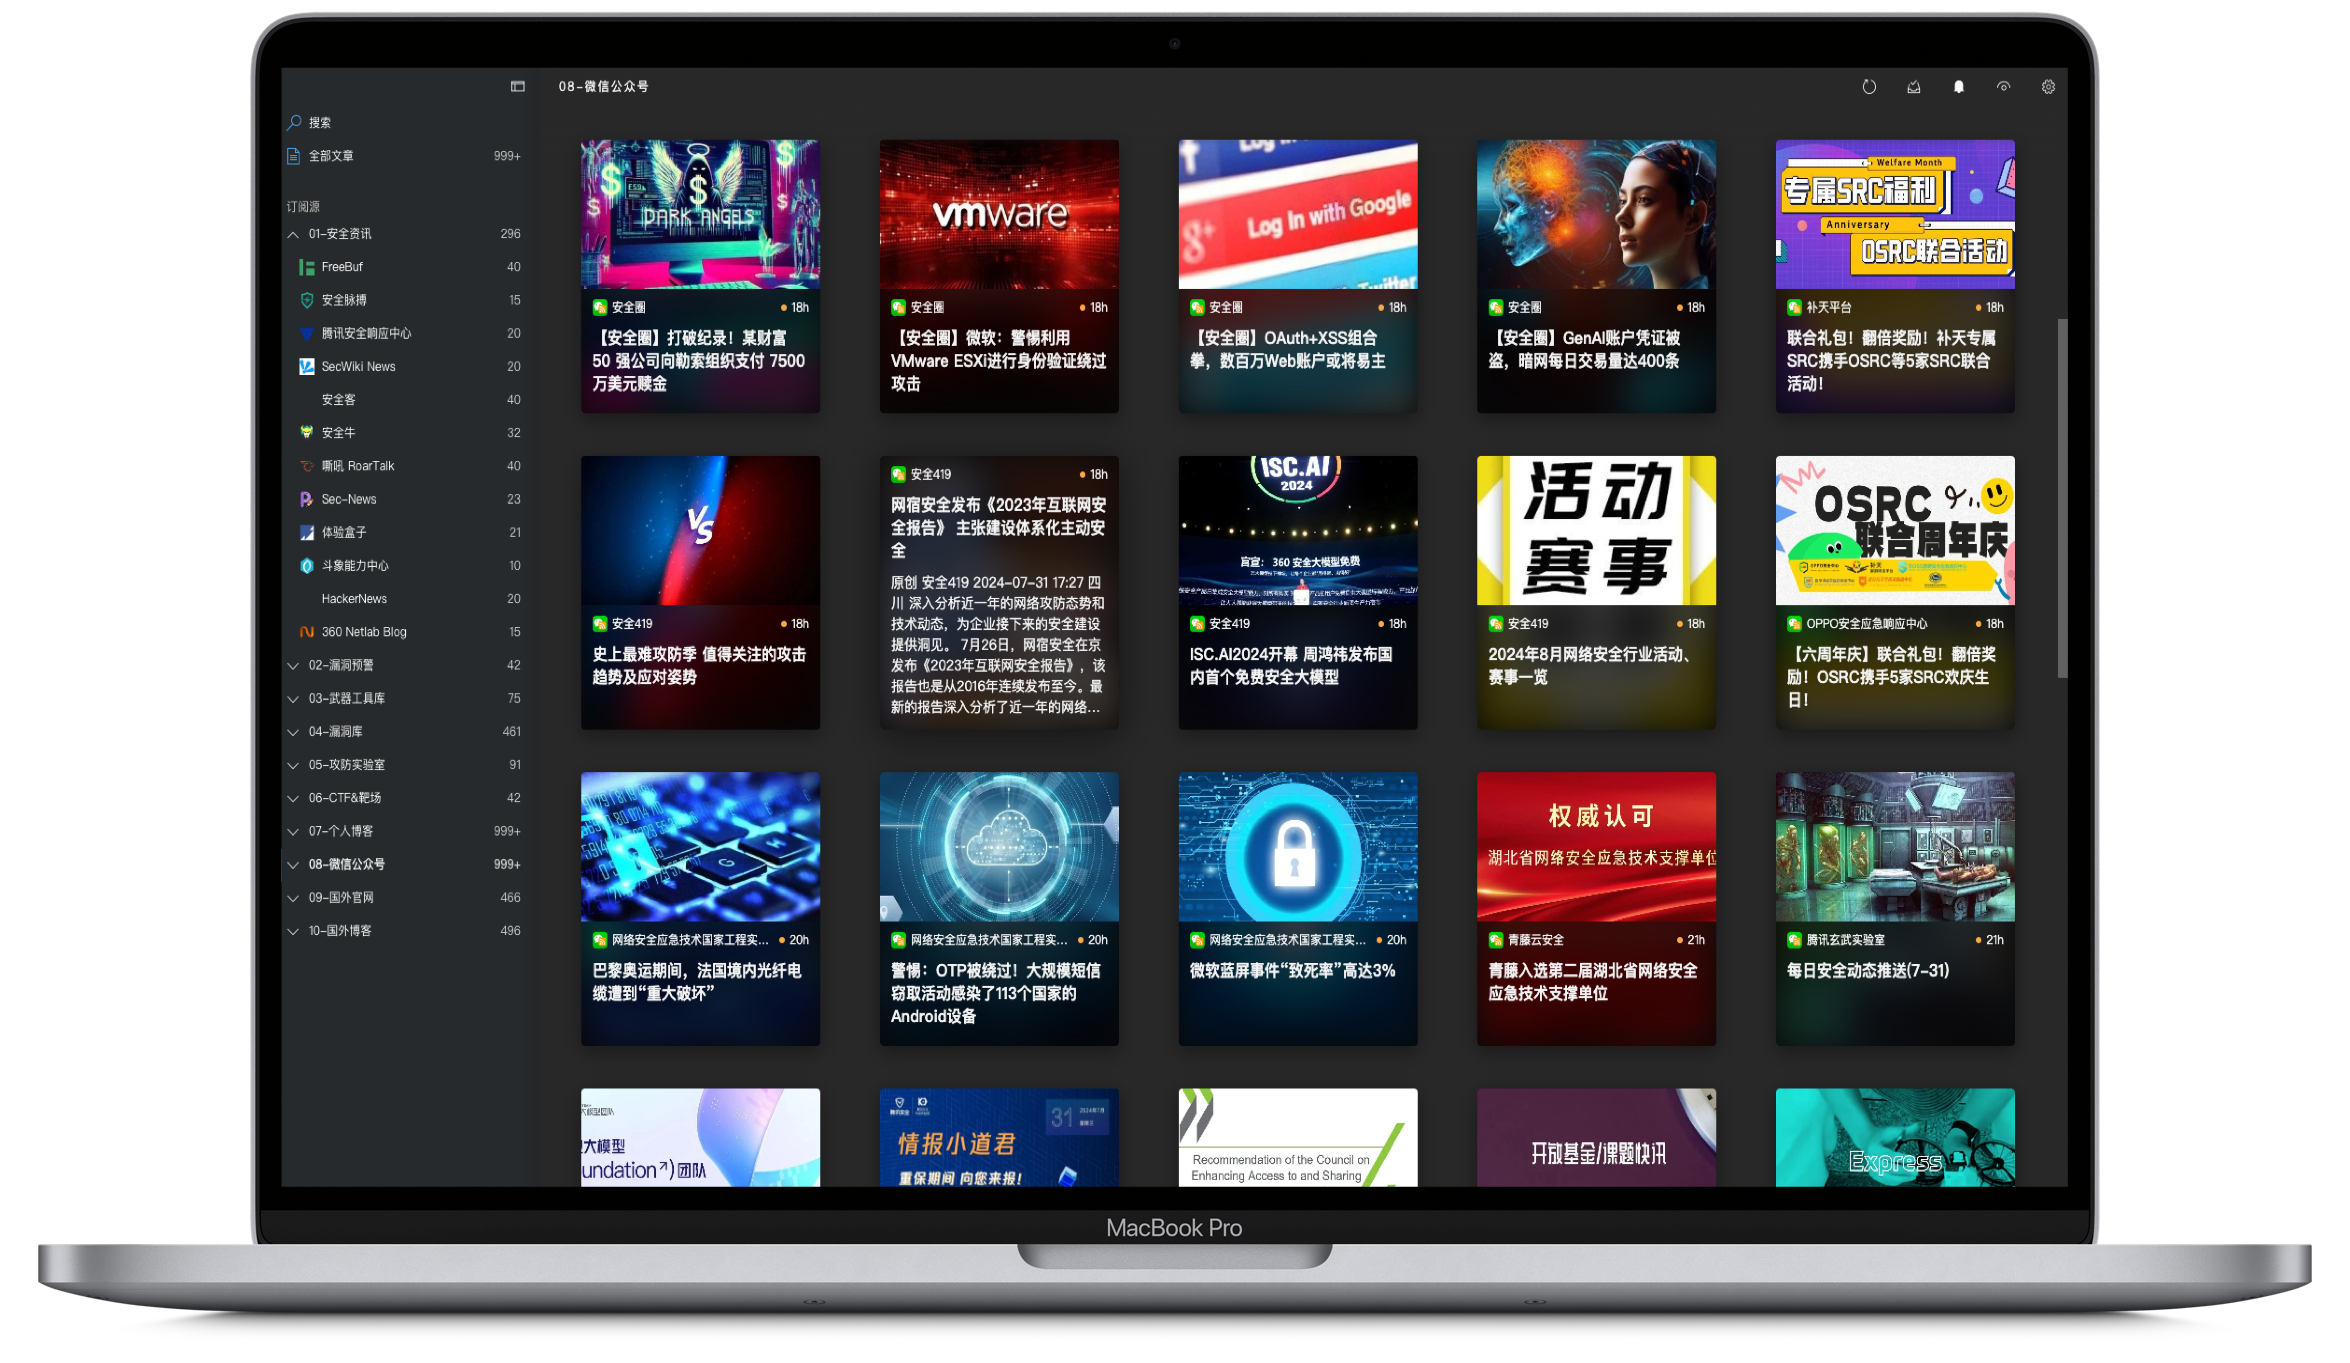 08-微信公众号
搜索
全部文章 999+
订阅源
01-安全资讯 296
FreeBuf 40
安全脉搏 15
腾讯安全响应中心 20
SecWiki News 20
安全客 40
安全牛 32
嘶吼 RoarTalk 40
Sec-News 23
体验盒子 21
斗象能力中心 10
HackerNews 20
360 Netlab Blog 15
02-漏洞预警 42
03-武器工具库 75
04-漏洞库 461
05-攻防实验室 91
06-CTF&靶场 42
07-个人博客 999+
08-微信公众号 999+
09-国外官网 466
10-国外博客 496
DARK ANGELS
安全圈 18h
【安全圈】打破纪录！某财富
50 强公司向勒索组织支付 7500
万美元赎金
vmware
安全圈 18h
【安全圈】微软：警惕利用
VMware ESXi进行身份验证绕过
攻击
Log In with Google
Twitter
安全圈 18h
【安全圈】OAuth+XSS组合
拳，数百万Web账户或将易主
安全圈 18h
【安全圈】GenAI账户凭证被
盗，暗网每日交易量达400条
Welfare Month
专属SRC福利
Anniversary
OSRC联合活动
补天平台 18h
联合礼包！翻倍奖励！补天专属
SRC携手OSRC等5家SRC联合
活动！
VS
安全419 18h
史上最难攻防季 值得关注的攻击
趋势及应对姿势
安全419 18h
网宿安全发布《2023年互联网安
全报告》 主张建设体系化主动安
全
原创 安全419 2024-07-31 17:27 四
川 深入分析近一年的网络攻防态势和
技术动态，为企业接下来的安全建设
提供洞见。 7月26日，网宿安全在京
发布《2023年互联网安全报告》，该
报告也是从2016年连续发布至今。最
新的报告深入分析了近一年的网络...
ISC.AI
2024
官宣：360 安全大模型免费
安全419 18h
ISC.AI2024开幕 周鸿祎发布国
内首个免费安全大模型
活动
赛事
安全419 18h
2024年8月网络安全行业活动、
赛事一览
OSRC
联合周年庆
OPPO安全应急响应中心 18h
【六周年庆】联合礼包！翻倍奖
励！OSRC携手5家SRC欢庆生
日！
网络安全应急技术国家工程实... 20h
巴黎奥运期间，法国境内光纤电
缆遭到“重大破坏”
网络安全应急技术国家工程实... 20h
警惕：OTP被绕过！大规模短信
窃取活动感染了113个国家的
Android设备
网络安全应急技术国家工程实... 20h
微软蓝屏事件“致死率”高达3%
权威认可
湖北省网络安全应急技术支撑单位
青藤云安全 21h
青藤入选第二届湖北省网络安全
应急技术支撑单位
腾讯玄武实验室 21h
每日安全动态推送(7-31)
大模型
undation↗)团队
31
情报小道君
重保期间 向您来报!
Recommendation of the Council on
Enhancing Access to and Sharing
开放基金/课题快讯
Express
MacBook Pro